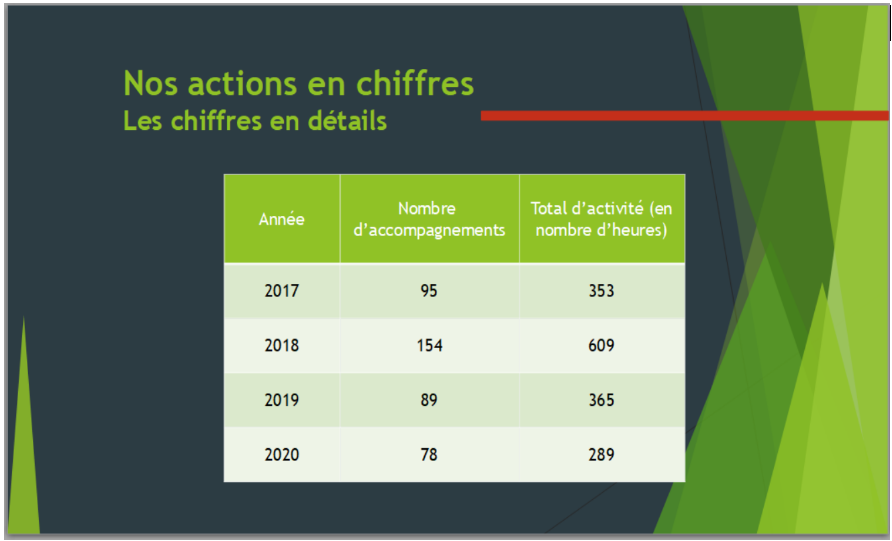 Nos actions en chiffres
Les chiffres en détails
Année
Nombre
d'accompagnements
Total d'activité (en
nombre d'heures)
2017 95 353
2018 154 609
2019 89 365
2020 78 289